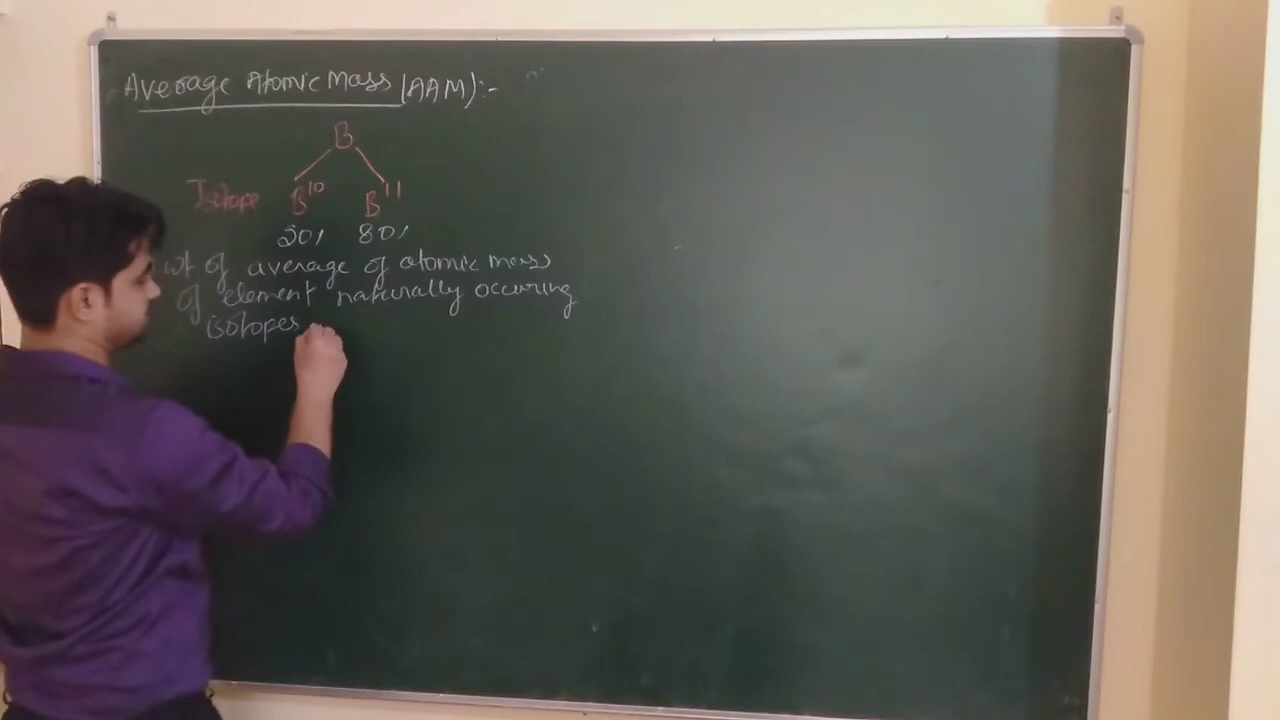 Average Atomic Mass (AAM):-
B
Isotope B¹⁰ B¹¹
20% 80%
wt of average of atomic mass
of element naturally occuring
isotopes